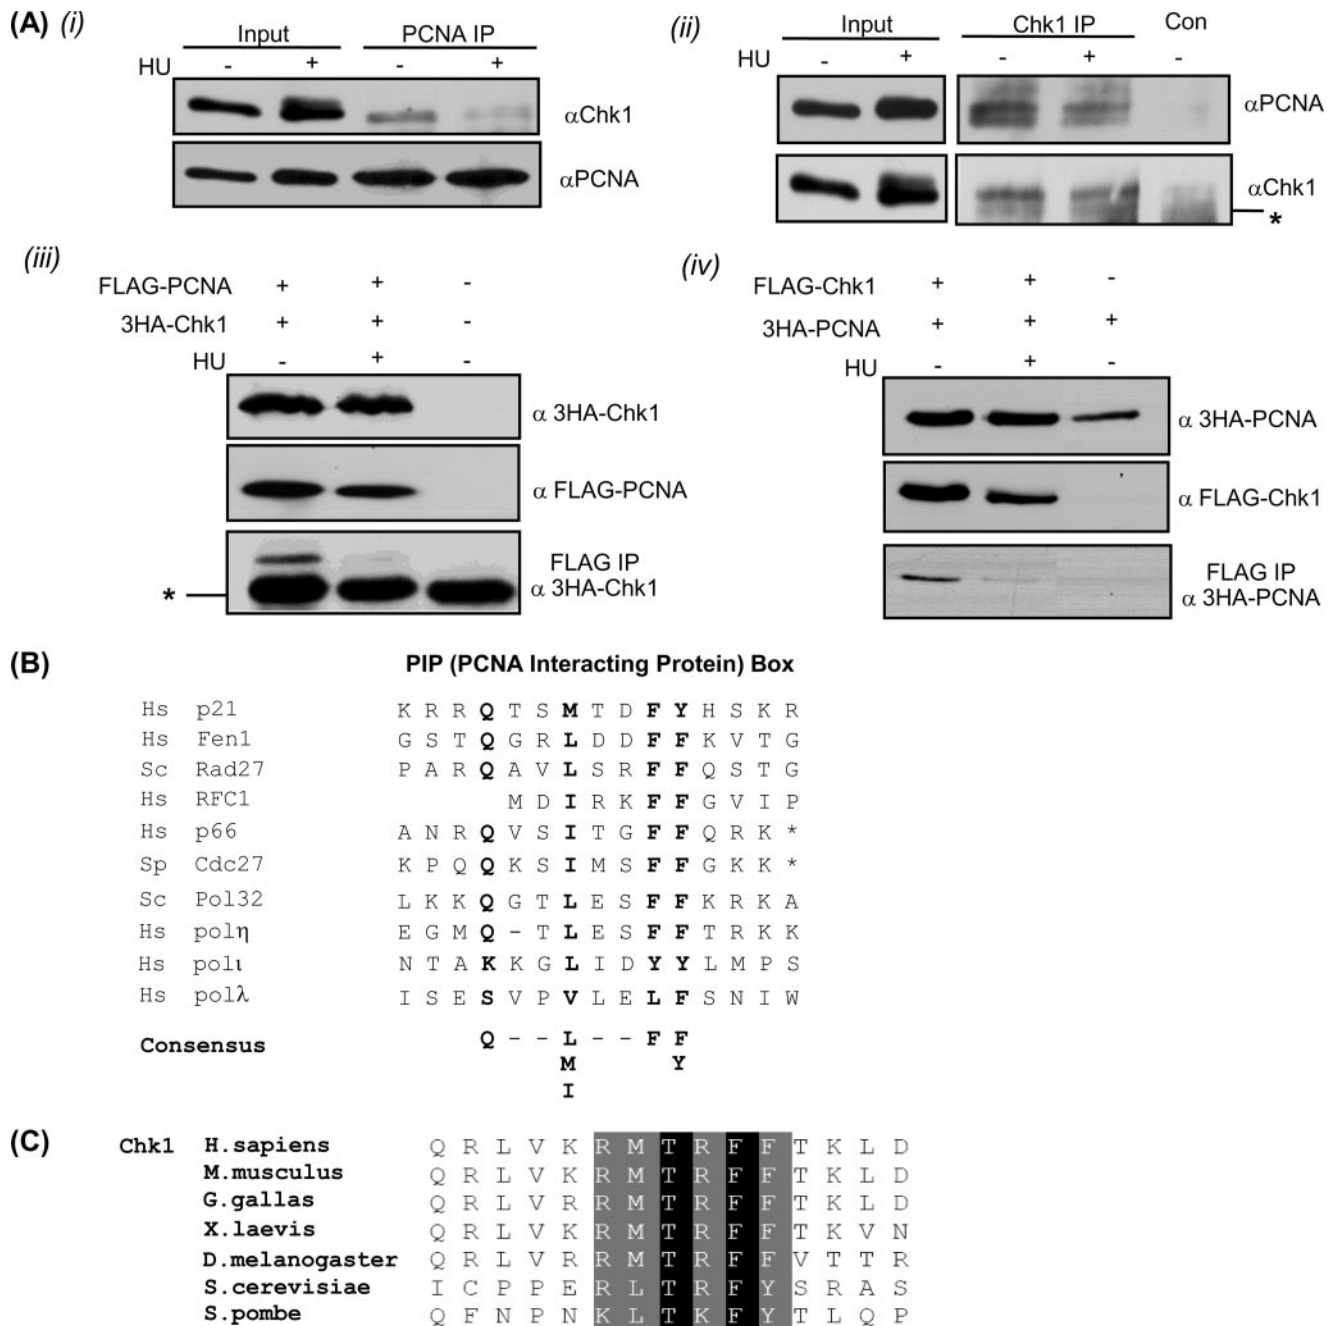 (A) (i)
Input PCNA IP
HU - + - +
αChk1
αPCNA
(ii)
Input Chk1 IP Con
HU - + - + -
αPCNA
αChk1
*
(iii)
FLAG-PCNA + + -
3HA-Chk1 + + -
HU - + -
α 3HA-Chk1
α FLAG-PCNA
FLAG IP
* α 3HA-Chk1
(iv)
FLAG-Chk1 + + -
3HA-PCNA + + +
HU - + -
α 3HA-PCNA
α FLAG-Chk1
FLAG IP
α 3HA-PCNA
(B) PIP (PCNA Interacting Protein) Box
Hs p21 K R R Q T S M T D F Y H S K R
Hs Fen1 G S T Q G R L D D F F K V T G
Sc Rad27 P A R Q A V L S R F F Q S T G
Hs RFC1 M D I R K F F G V I P
Hs p66 A N R Q V S I T G F F Q R K *
Sp Cdc27 K P Q Q K S I M S F F G K K *
Sc Pol32 L K K Q G T L E S F F K R K A
Hs polη E G M Q - T L E S F F T R K K
Hs polι N T A K K G L I D Y Y L M P S
Hs polλ I S E S V P V L E L F S N I W
Consensus Q - - L - - F F
M Y
I
(C) Chk1 H.sapiens Q R L V K R M T R F F T K L D
M.musculus Q R L V K R M T R F F T K L D
G.gallas Q R L V R R M T R F F T K L D
X.laevis Q R L V K R M T R F F T K V N
D.melanogaster Q R L V R R M T R F F V T T R
S.cerevisiae I C P P E R L T R F Y S R A S
S.pombe Q F N P N K L T K F Y T L Q P